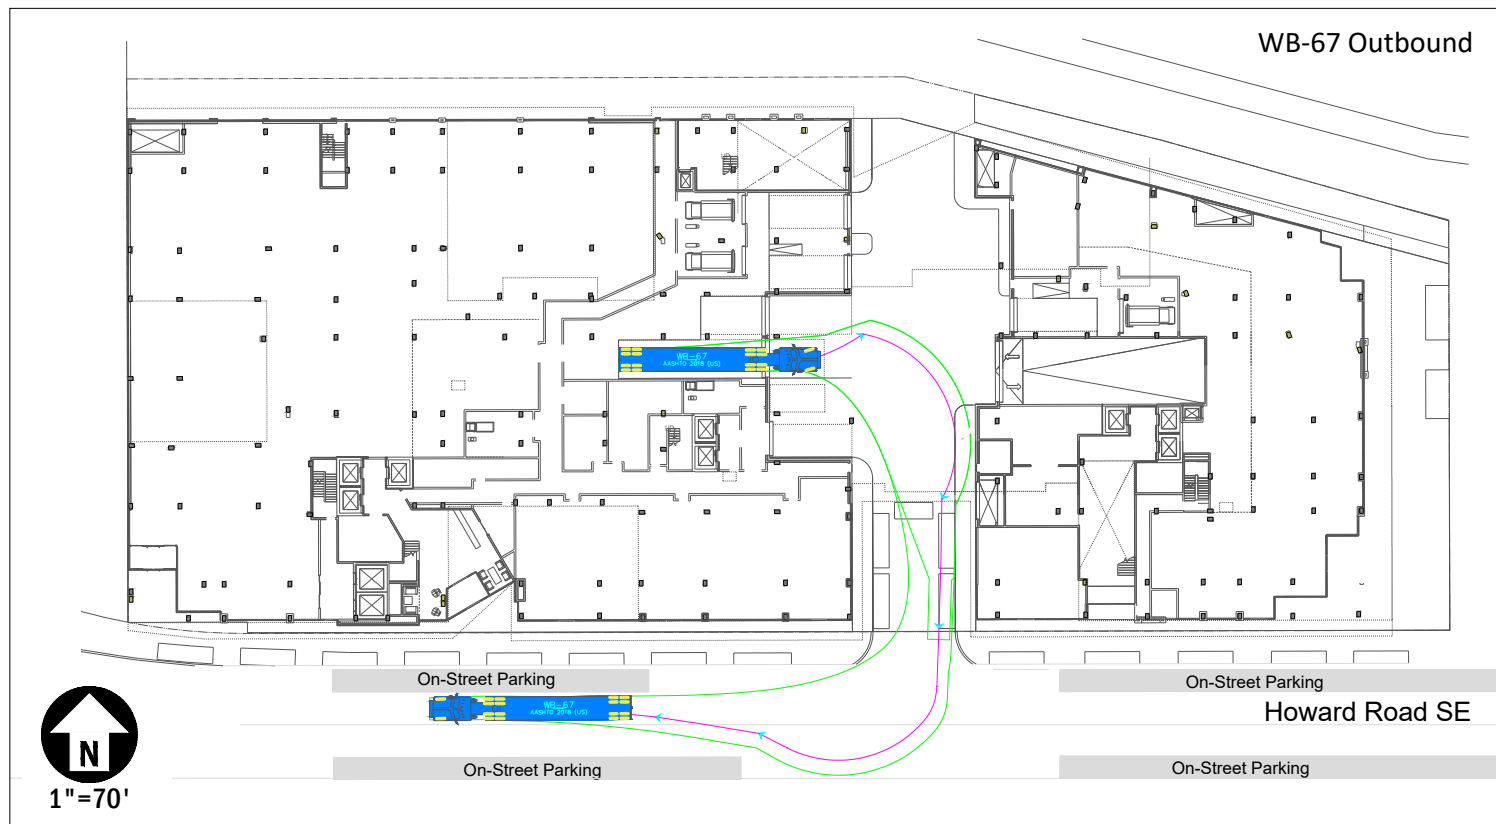 WB-67 Outbound
WB-67
AASHTO 2018 (US)
On-Street Parking
On-Street Parking
WB-67
AASHTO 2018 (US)
Howard Road SE
On-Street Parking
On-Street Parking
N
1"=70'